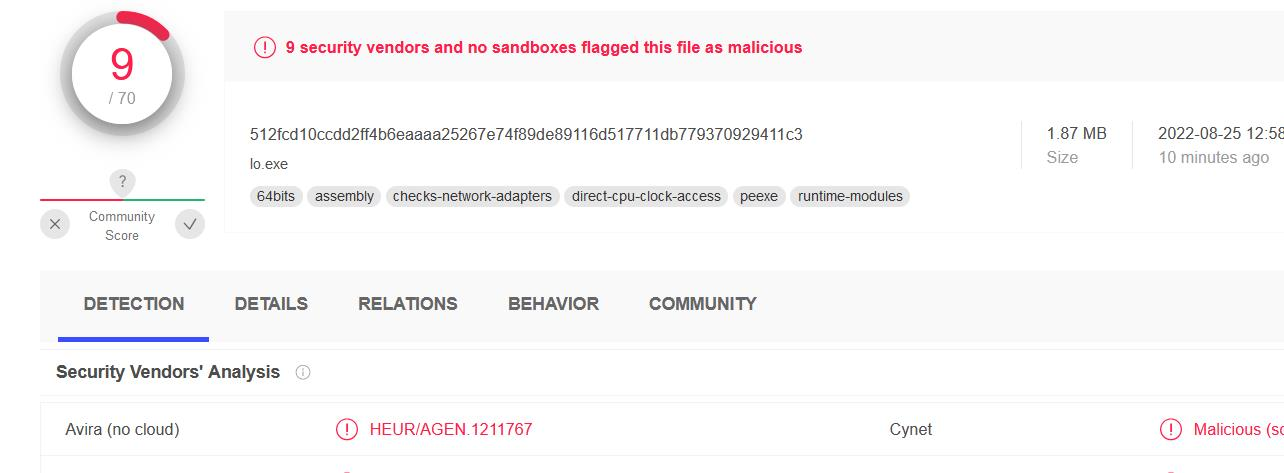 9
/ 70
?
Community
Score
9 security vendors and no sandboxes flagged this file as malicious
512fcd10ccdd2ff4b6eaaaa25267e74f89de89116d517711db779370929411c3
lo.exe
64bits assembly checks-network-adapters direct-cpu-clock-access peexe runtime-modules
1.87 MB
Size
2022-08-25 12:58
10 minutes ago
DETECTION DETAILS RELATIONS BEHAVIOR COMMUNITY
Security Vendors' Analysis
Avira (no cloud) HEUR/AGEN.1211767 Cynet Malicious (sc